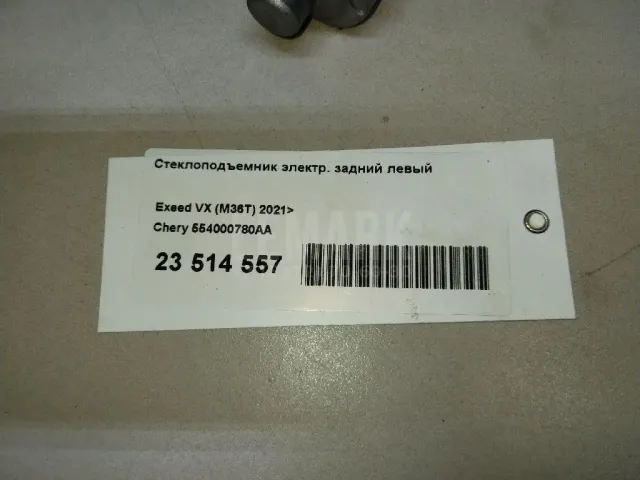 Стеклоподъемник электр. задний левый
Exeed VX (M36T) 2021>
Chery 554000780AA
23 514 557